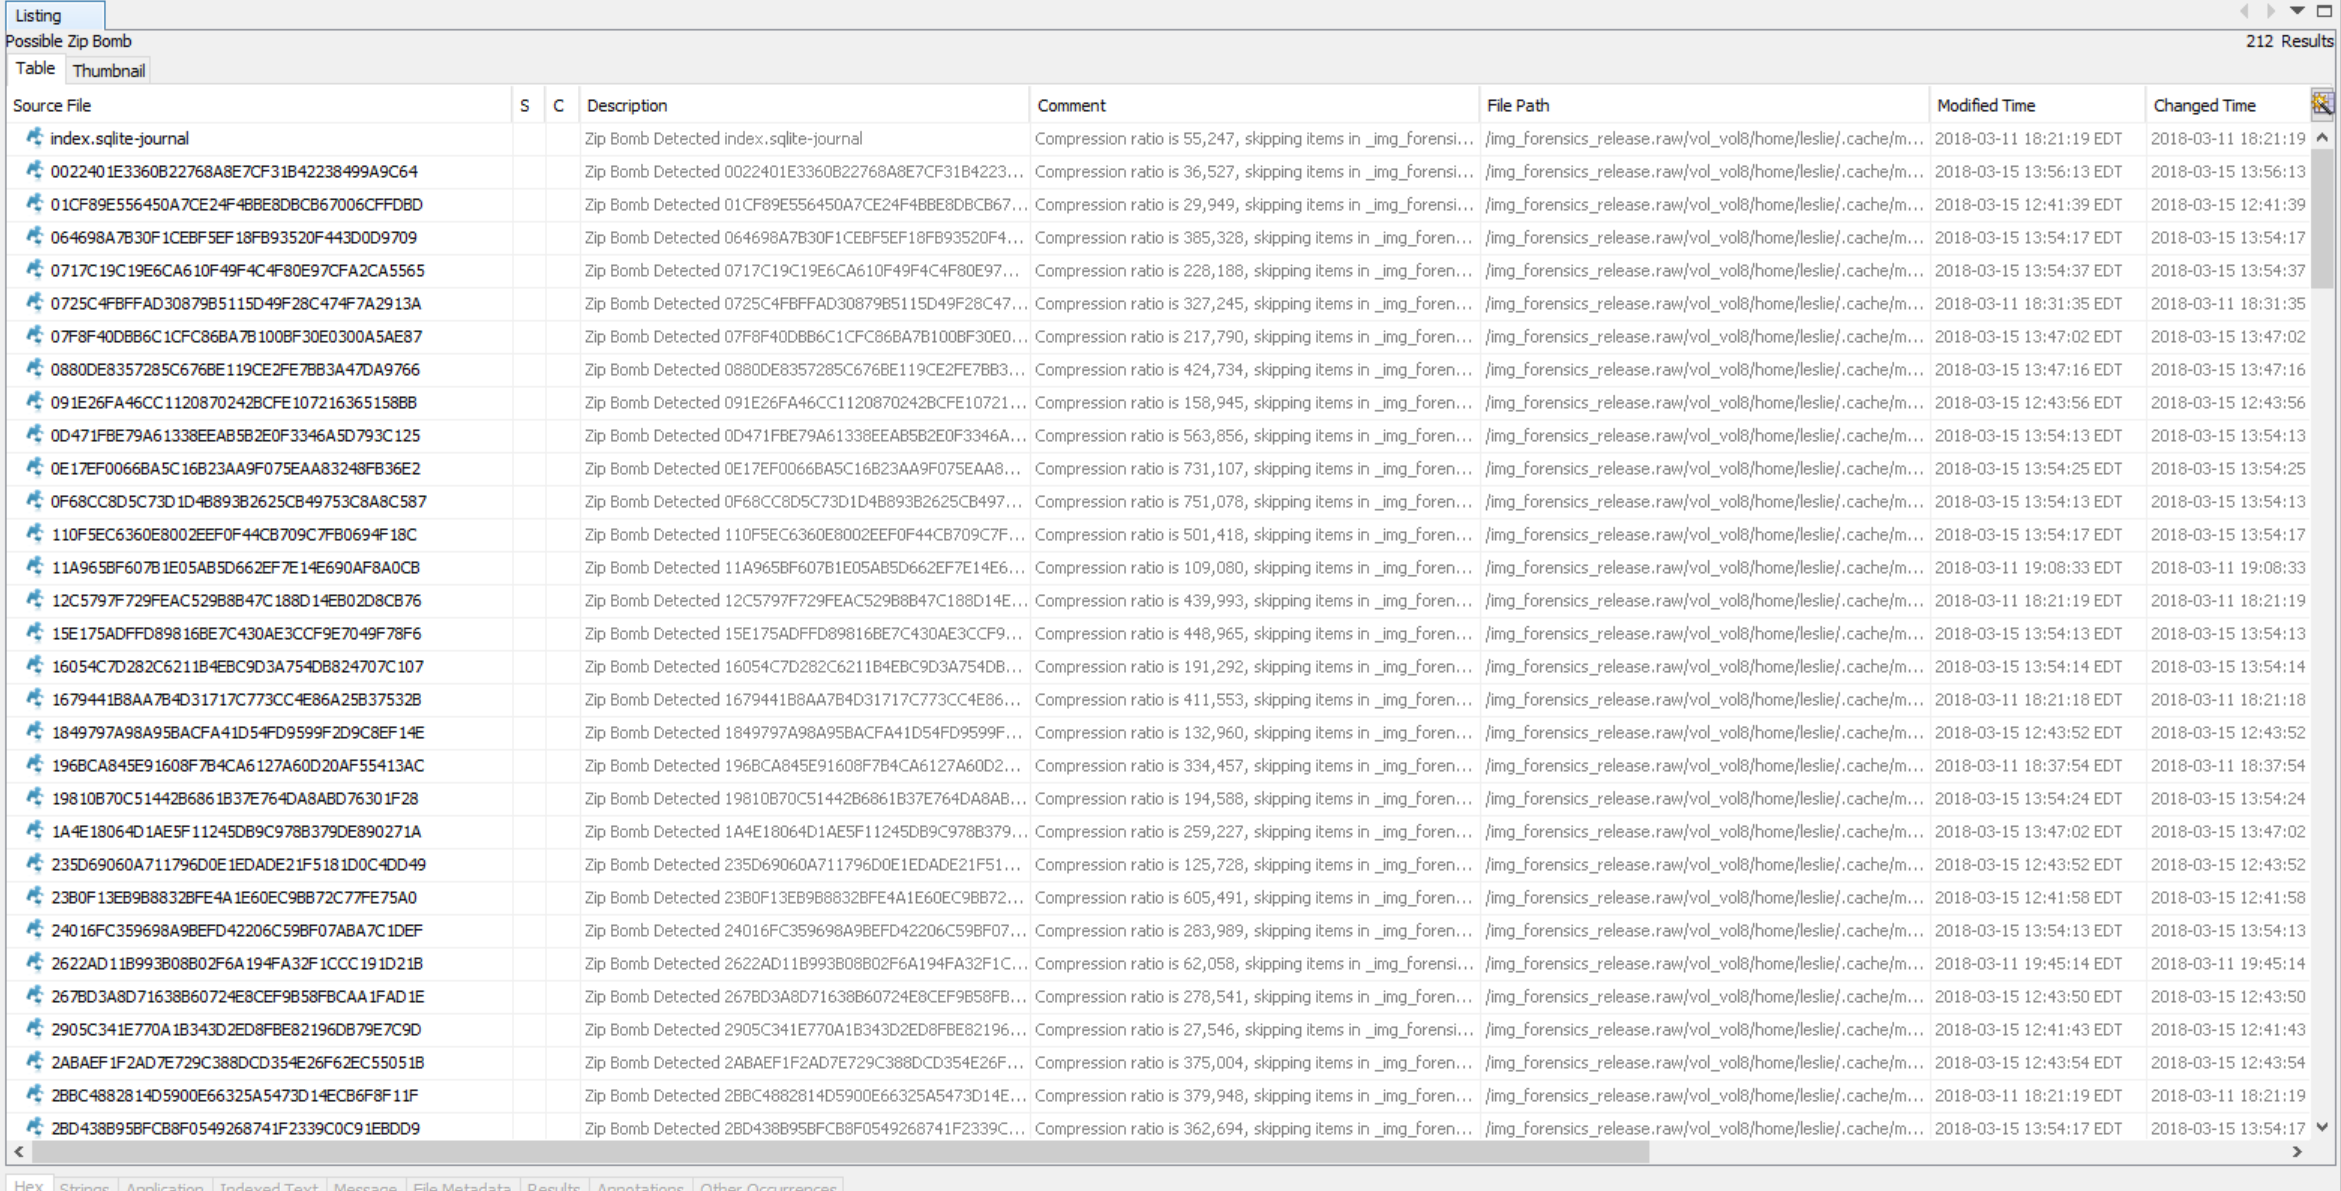 Listing
Possible Zip Bomb 212 Results
Table Thumbnail
Source File S C Description Comment File Path Modified Time Changed Time
index.sqlite-journal Zip Bomb Detected index.sqlite-journal Compression ratio is 55,247, skipping items in _img_forensi... /img_forensics_release.raw/vol_vol8/home/leslie/.cache/m... 2018-03-11 18:21:19 EDT 2018-03-11 18:21:19
0022401E3360B22768A8E7CF31B42238499A9C64 Zip Bomb Detected 0022401E3360B22768A8E7CF31B4223... Compression ratio is 36,527, skipping items in _img_forensi... /img_forensics_release.raw/vol_vol8/home/leslie/.cache/m... 2018-03-15 13:56:13 EDT 2018-03-15 13:56:13
01CF89E556450A7CE24F4BBE8DBCB67006CFFDBD Zip Bomb Detected 01CF89E556450A7CE24F4BBE8DBCB67... Compression ratio is 29,949, skipping items in _img_forensi... /img_forensics_release.raw/vol_vol8/home/leslie/.cache/m... 2018-03-15 12:41:39 EDT 2018-03-15 12:41:39
064698A7B30F1CEBF5EF18FB93520F443D0D9709 Zip Bomb Detected 064698A7B30F1CEBF5EF18FB93520F4... Compression ratio is 385,328, skipping items in _img_foren... /img_forensics_release.raw/vol_vol8/home/leslie/.cache/m... 2018-03-15 13:54:17 EDT 2018-03-15 13:54:17
0717C19C19E6CA610F49F4C4F80E97CFA2CA5565 Zip Bomb Detected 0717C19C19E6CA610F49F4C4F80E97... Compression ratio is 228,188, skipping items in _img_foren... /img_forensics_release.raw/vol_vol8/home/leslie/.cache/m... 2018-03-15 13:54:37 EDT 2018-03-15 13:54:37
0725C4FBFFAD30879B5115D49F28C474F7A2913A Zip Bomb Detected 0725C4FBFFAD30879B5115D49F28C47... Compression ratio is 327,245, skipping items in _img_foren... /img_forensics_release.raw/vol_vol8/home/leslie/.cache/m... 2018-03-11 18:31:35 EDT 2018-03-11 18:31:35
07F8F40DBB6C1CFC86BA7B100BF30E0300A5AE87 Zip Bomb Detected 07F8F40DBB6C1CFC86BA7B100BF30E0... Compression ratio is 217,790, skipping items in _img_foren... /img_forensics_release.raw/vol_vol8/home/leslie/.cache/m... 2018-03-15 13:47:02 EDT 2018-03-15 13:47:02
0880DE8357285C676BE119CE2FE7BB3A47DA9766 Zip Bomb Detected 0880DE8357285C676BE119CE2FE7BB3... Compression ratio is 424,734, skipping items in _img_foren... /img_forensics_release.raw/vol_vol8/home/leslie/.cache/m... 2018-03-15 13:47:16 EDT 2018-03-15 13:47:16
091E26FA46CC1120870242BCFE107216365158BB Zip Bomb Detected 091E26FA46CC1120870242BCFE10721... Compression ratio is 158,945, skipping items in _img_foren... /img_forensics_release.raw/vol_vol8/home/leslie/.cache/m... 2018-03-15 12:43:56 EDT 2018-03-15 12:43:56
0D471FBE79A61338EEAB5B2E0F3346A5D793C125 Zip Bomb Detected 0D471FBE79A61338EEAB5B2E0F3346A... Compression ratio is 563,856, skipping items in _img_foren... /img_forensics_release.raw/vol_vol8/home/leslie/.cache/m... 2018-03-15 13:54:13 EDT 2018-03-15 13:54:13
0E17EF0066BA5C16B23AA9F075EAA83248FB36E2 Zip Bomb Detected 0E17EF0066BA5C16B23AA9F075EAA8... Compression ratio is 731,107, skipping items in _img_foren... /img_forensics_release.raw/vol_vol8/home/leslie/.cache/m... 2018-03-15 13:54:25 EDT 2018-03-15 13:54:25
0F68CC8D5C73D1D4B893B2625CB49753C8A8C587 Zip Bomb Detected 0F68CC8D5C73D1D4B893B2625CB497... Compression ratio is 751,078, skipping items in _img_foren... /img_forensics_release.raw/vol_vol8/home/leslie/.cache/m... 2018-03-15 13:54:13 EDT 2018-03-15 13:54:13
110F5EC6360E8002EEF0F44CB709C7FB0694F18C Zip Bomb Detected 110F5EC6360E8002EEF0F44CB709C7F... Compression ratio is 501,418, skipping items in _img_foren... /img_forensics_release.raw/vol_vol8/home/leslie/.cache/m... 2018-03-15 13:54:17 EDT 2018-03-15 13:54:17
11A965BF607B1E05AB5D662EF7E14E690AF8A0CB Zip Bomb Detected 11A965BF607B1E05AB5D662EF7E14E6... Compression ratio is 109,080, skipping items in _img_foren... /img_forensics_release.raw/vol_vol8/home/leslie/.cache/m... 2018-03-11 19:08:33 EDT 2018-03-11 19:08:33
12C5797F729FEAC529B8B47C188D14EB02D8CB76 Zip Bomb Detected 12C5797F729FEAC529B8B47C188D14E... Compression ratio is 439,993, skipping items in _img_foren... /img_forensics_release.raw/vol_vol8/home/leslie/.cache/m... 2018-03-11 18:21:19 EDT 2018-03-11 18:21:19
15E175ADFFD89816BE7C430AE3CCF9E7049F78F6 Zip Bomb Detected 15E175ADFFD89816BE7C430AE3CCF9... Compression ratio is 448,965, skipping items in _img_foren... /img_forensics_release.raw/vol_vol8/home/leslie/.cache/m... 2018-03-15 13:54:13 EDT 2018-03-15 13:54:13
16054C7D282C6211B4EBC9D3A754DB824707C107 Zip Bomb Detected 16054C7D282C6211B4EBC9D3A754DB... Compression ratio is 191,292, skipping items in _img_foren... /img_forensics_release.raw/vol_vol8/home/leslie/.cache/m... 2018-03-15 13:54:14 EDT 2018-03-15 13:54:14
1679441B8AA7B4D31717C773CC4E86A25B37532B Zip Bomb Detected 1679441B8AA7B4D31717C773CC4E86... Compression ratio is 411,553, skipping items in _img_foren... /img_forensics_release.raw/vol_vol8/home/leslie/.cache/m... 2018-03-11 18:21:18 EDT 2018-03-11 18:21:18
1849797A98A95BACFA41D54FD9599F2D9C8EF14E Zip Bomb Detected 1849797A98A95BACFA41D54FD9599F... Compression ratio is 132,960, skipping items in _img_foren... /img_forensics_release.raw/vol_vol8/home/leslie/.cache/m... 2018-03-15 12:43:52 EDT 2018-03-15 12:43:52
196BCA845E91608F7B4CA6127A60D20AF55413AC Zip Bomb Detected 196BCA845E91608F7B4CA6127A60D2... Compression ratio is 334,457, skipping items in _img_foren... /img_forensics_release.raw/vol_vol8/home/leslie/.cache/m... 2018-03-11 18:37:54 EDT 2018-03-11 18:37:54
19810B70C51442B6861B37E764DA8ABD76301F28 Zip Bomb Detected 19810B70C51442B6861B37E764DA8AB... Compression ratio is 194,588, skipping items in _img_foren... /img_forensics_release.raw/vol_vol8/home/leslie/.cache/m... 2018-03-15 13:54:24 EDT 2018-03-15 13:54:24
1A4E18064D1AE5F11245DB9C978B379DE890271A Zip Bomb Detected 1A4E18064D1AE5F11245DB9C978B379... Compression ratio is 259,227, skipping items in _img_foren... /img_forensics_release.raw/vol_vol8/home/leslie/.cache/m... 2018-03-15 13:47:02 EDT 2018-03-15 13:47:02
235D69060A711796D0E1EDADE21F5181D0C4DD49 Zip Bomb Detected 235D69060A711796D0E1EDADE21F51... Compression ratio is 125,728, skipping items in _img_foren... /img_forensics_release.raw/vol_vol8/home/leslie/.cache/m... 2018-03-15 12:43:52 EDT 2018-03-15 12:43:52
23B0F13EB9B8832BFE4A1E60EC9BB72C77FE75A0 Zip Bomb Detected 23B0F13EB9B8832BFE4A1E60EC9BB72... Compression ratio is 605,491, skipping items in _img_foren... /img_forensics_release.raw/vol_vol8/home/leslie/.cache/m... 2018-03-15 12:41:58 EDT 2018-03-15 12:41:58
24016FC359698A9BEFD42206C59BF07ABA7C1DEF Zip Bomb Detected 24016FC359698A9BEFD42206C59BF07... Compression ratio is 283,989, skipping items in _img_foren... /img_forensics_release.raw/vol_vol8/home/leslie/.cache/m... 2018-03-15 13:54:13 EDT 2018-03-15 13:54:13
2622AD11B993B08B02F6A194FA32F1CCC191D21B Zip Bomb Detected 2622AD11B993B08B02F6A194FA32F1C... Compression ratio is 62,058, skipping items in _img_forensi... /img_forensics_release.raw/vol_vol8/home/leslie/.cache/m... 2018-03-11 19:45:14 EDT 2018-03-11 19:45:14
267BD3A8D71638B60724E8CEF9B58FBCAA1FAD1E Zip Bomb Detected 267BD3A8D71638B60724E8CEF9B58FB... Compression ratio is 278,541, skipping items in _img_foren... /img_forensics_release.raw/vol_vol8/home/leslie/.cache/m... 2018-03-15 12:43:50 EDT 2018-03-15 12:43:50
2905C341E770A1B343D2ED8FBE82196DB79E7C9D Zip Bomb Detected 2905C341E770A1B343D2ED8FBE82196... Compression ratio is 27,546, skipping items in _img_forensi... /img_forensics_release.raw/vol_vol8/home/leslie/.cache/m... 2018-03-15 12:41:43 EDT 2018-03-15 12:41:43
2ABAEF1F2AD7E729C388DCD354E26F62EC55051B Zip Bomb Detected 2ABAEF1F2AD7E729C388DCD354E26F... Compression ratio is 375,004, skipping items in _img_foren... /img_forensics_release.raw/vol_vol8/home/leslie/.cache/m... 2018-03-15 12:43:54 EDT 2018-03-15 12:43:54
2BBC4882814D5900E66325A5473D14ECB6F8F11F Zip Bomb Detected 2BBC4882814D5900E66325A5473D14E... Compression ratio is 379,948, skipping items in _img_foren... /img_forensics_release.raw/vol_vol8/home/leslie/.cache/m... 2018-03-11 18:21:19 EDT 2018-03-11 18:21:19
2BD438B95BFCB8F0549268741F2339C0C91EBDD9 Zip Bomb Detected 2BD438B95BFCB8F0549268741F2339C... Compression ratio is 362,694, skipping items in _img_foren... /img_forensics_release.raw/vol_vol8/home/leslie/.cache/m... 2018-03-15 13:54:17 EDT 2018-03-15 13:54:17
Hex Strings Application Indexed Text Message File Metadata Results Annotations Other Occurrences